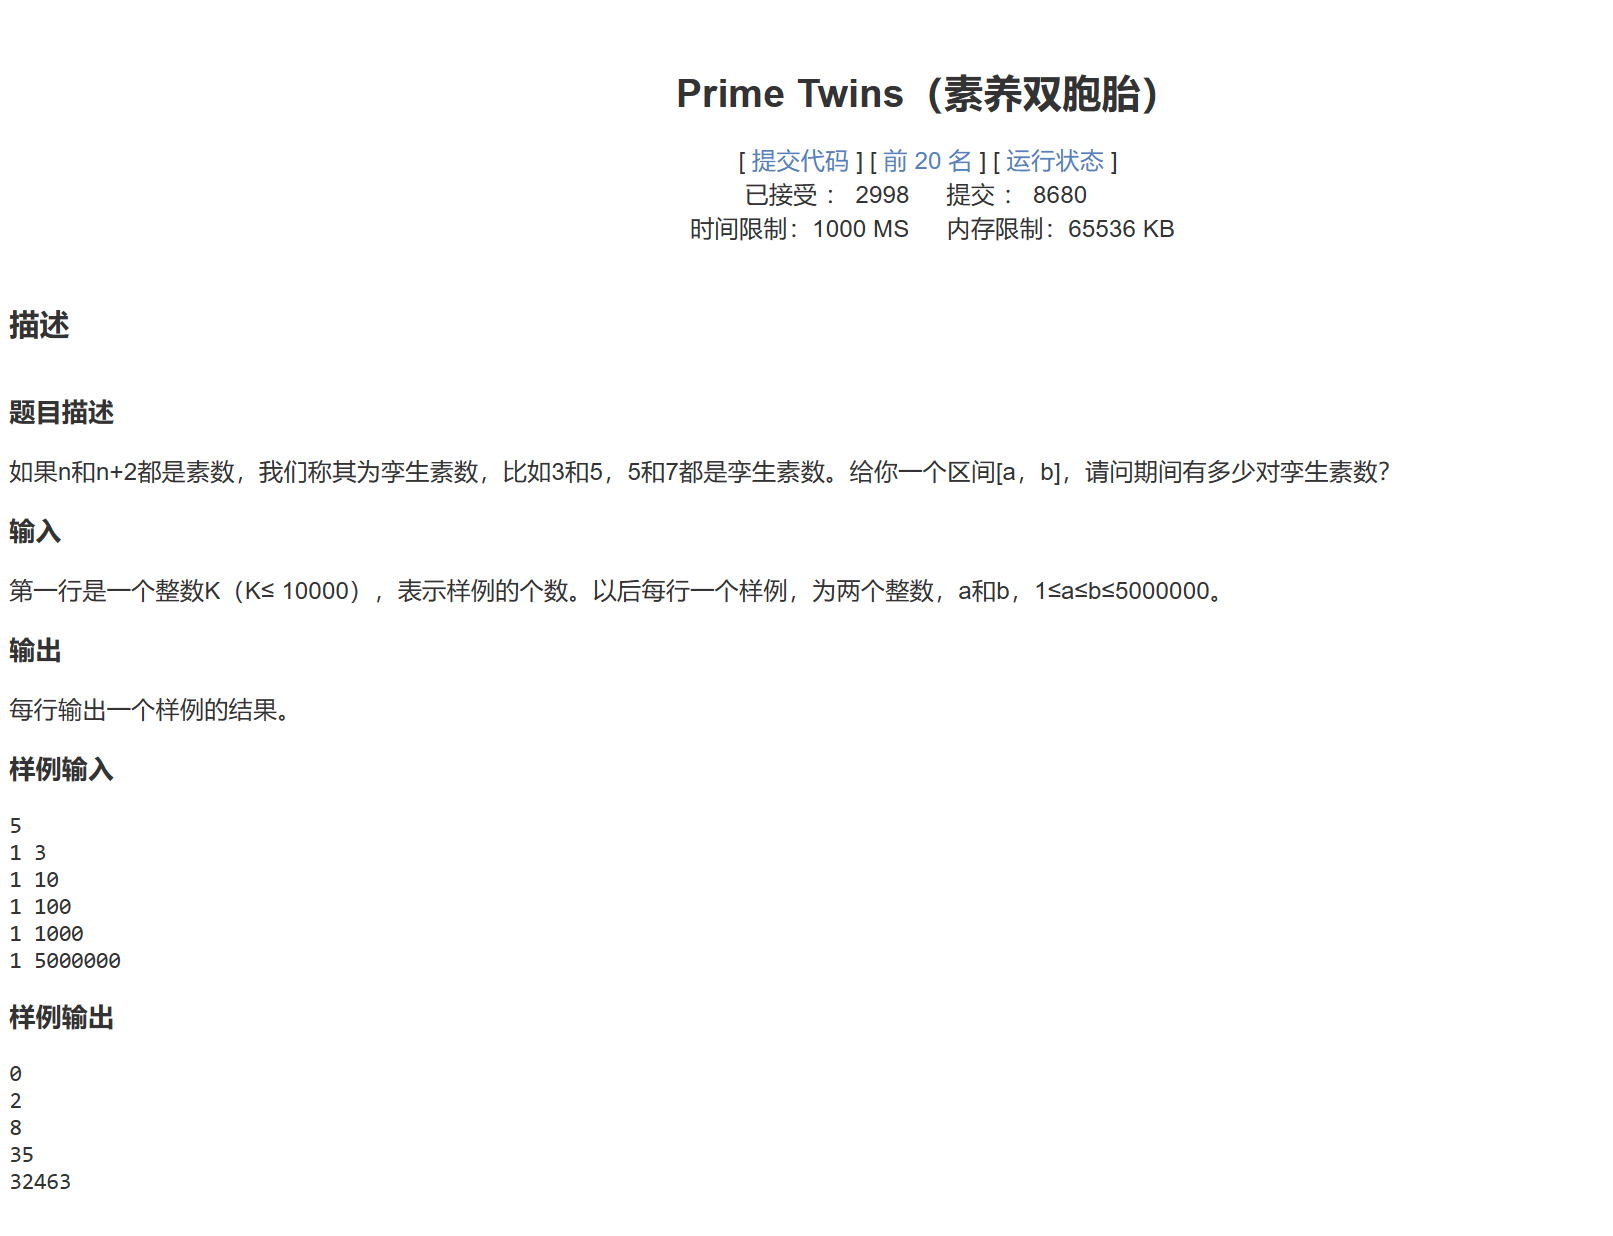 Prime Twins（素养双胞胎）
[ 提交代码 ] [ 前 20 名 ] [ 运行状态 ]
已接受 ： 2998 提交 ： 8680
时间限制：1000 MS 内存限制：65536 KB
描述
题目描述
如果n和n+2都是素数，我们称其为孪生素数，比如3和5，5和7都是孪生素数。给你一个区间[a，b]，请问期间有多少对孪生素数？
输入
第一行是一个整数K（K≤ 10000），表示样例的个数。以后每行一个样例，为两个整数，a和b，1≤a≤b≤5000000。
输出
每行输出一个样例的结果。
样例输入
5
1 3
1 10
1 100
1 1000
1 5000000
样例输出
0
2
8
35
32463